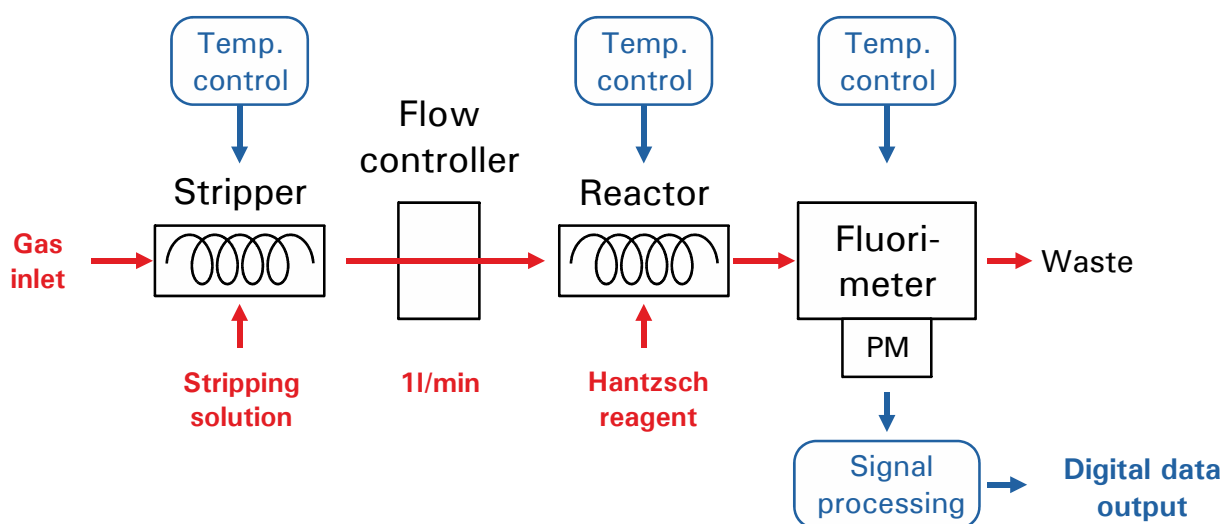 Temp.
control
Temp.
control
Temp.
control
Flow
controller
Stripper
Reactor
Gas
inlet
Fluori-
meter
Waste
PM
Stripping
solution
1l/min
Hantzsch
reagent
Signal
processing
Digital data
output